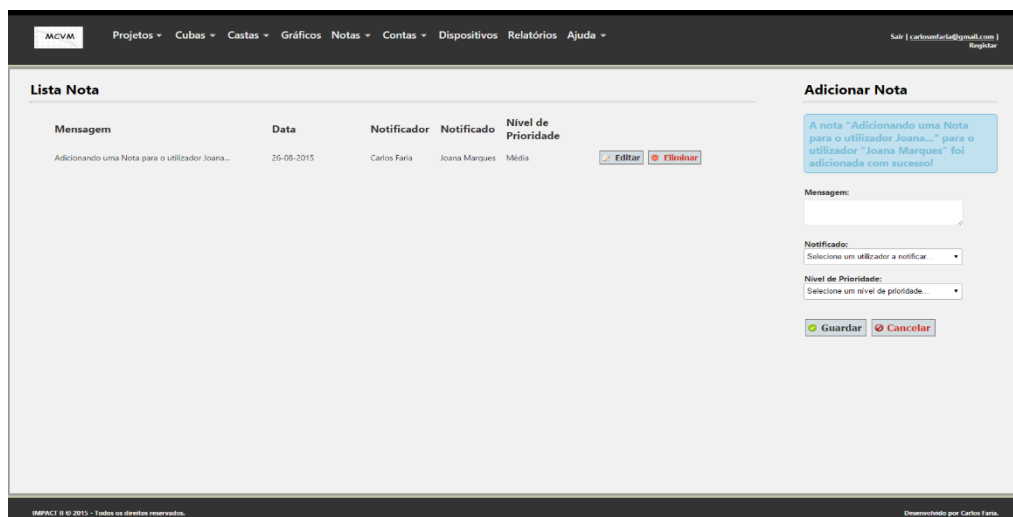 MCVM
Projetos Cubas Castas Gráficos Notas Contas Dispositivos Relatórios Ajuda
Sair [ carlosmfaria@gmail.com ]
Registar
Lista Nota
Mensagem Data Notificador Notificado Nível de Prioridade
Adicionando uma Nota para o utilizador Joana... 26-08-2015 Carlos Faria Joana Marques Média Editar Eliminar
Adicionar Nota
A nota "Adicionando uma Nota
para o utilizador Joana..." para o
utilizador "Joana Marques" foi
adicionada com sucesso!
Mensagem:
Notificado:
Selecione um utilizador a notificar...
Nível de Prioridade:
Selecione um nível de prioridade...
Guardar Cancelar
IMPACT II © 2015 - Todos os direitos reservados.
Desenvolvido por Carlos Faria.